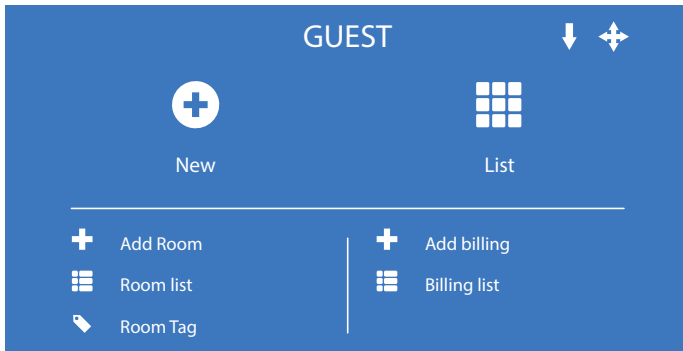 GUEST
New
List
Add Room
Room list
Room Tag
Add billing
Billing list